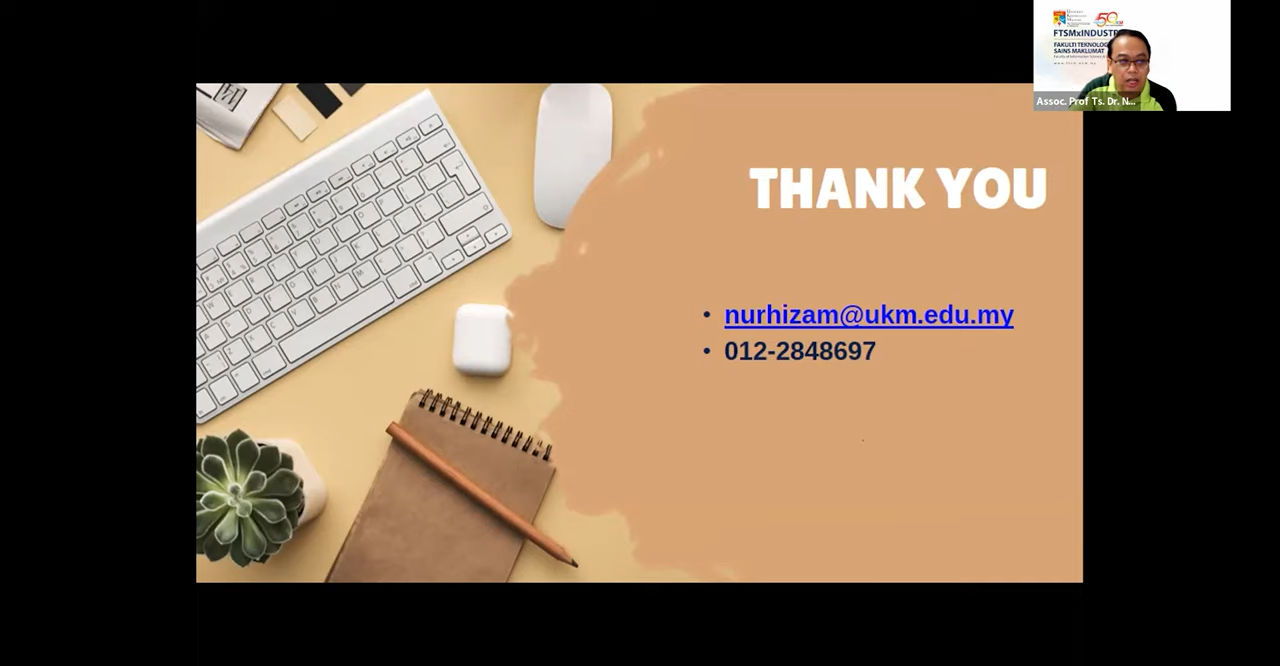 FTSMxINDUSTR
FAKULTI TEKNOLOG
SAINS MAKLUMAT
Assoc. Prof Ts. Dr. N...
THANK YOU
• nurhizam@ukm.edu.my
• 012-2848697